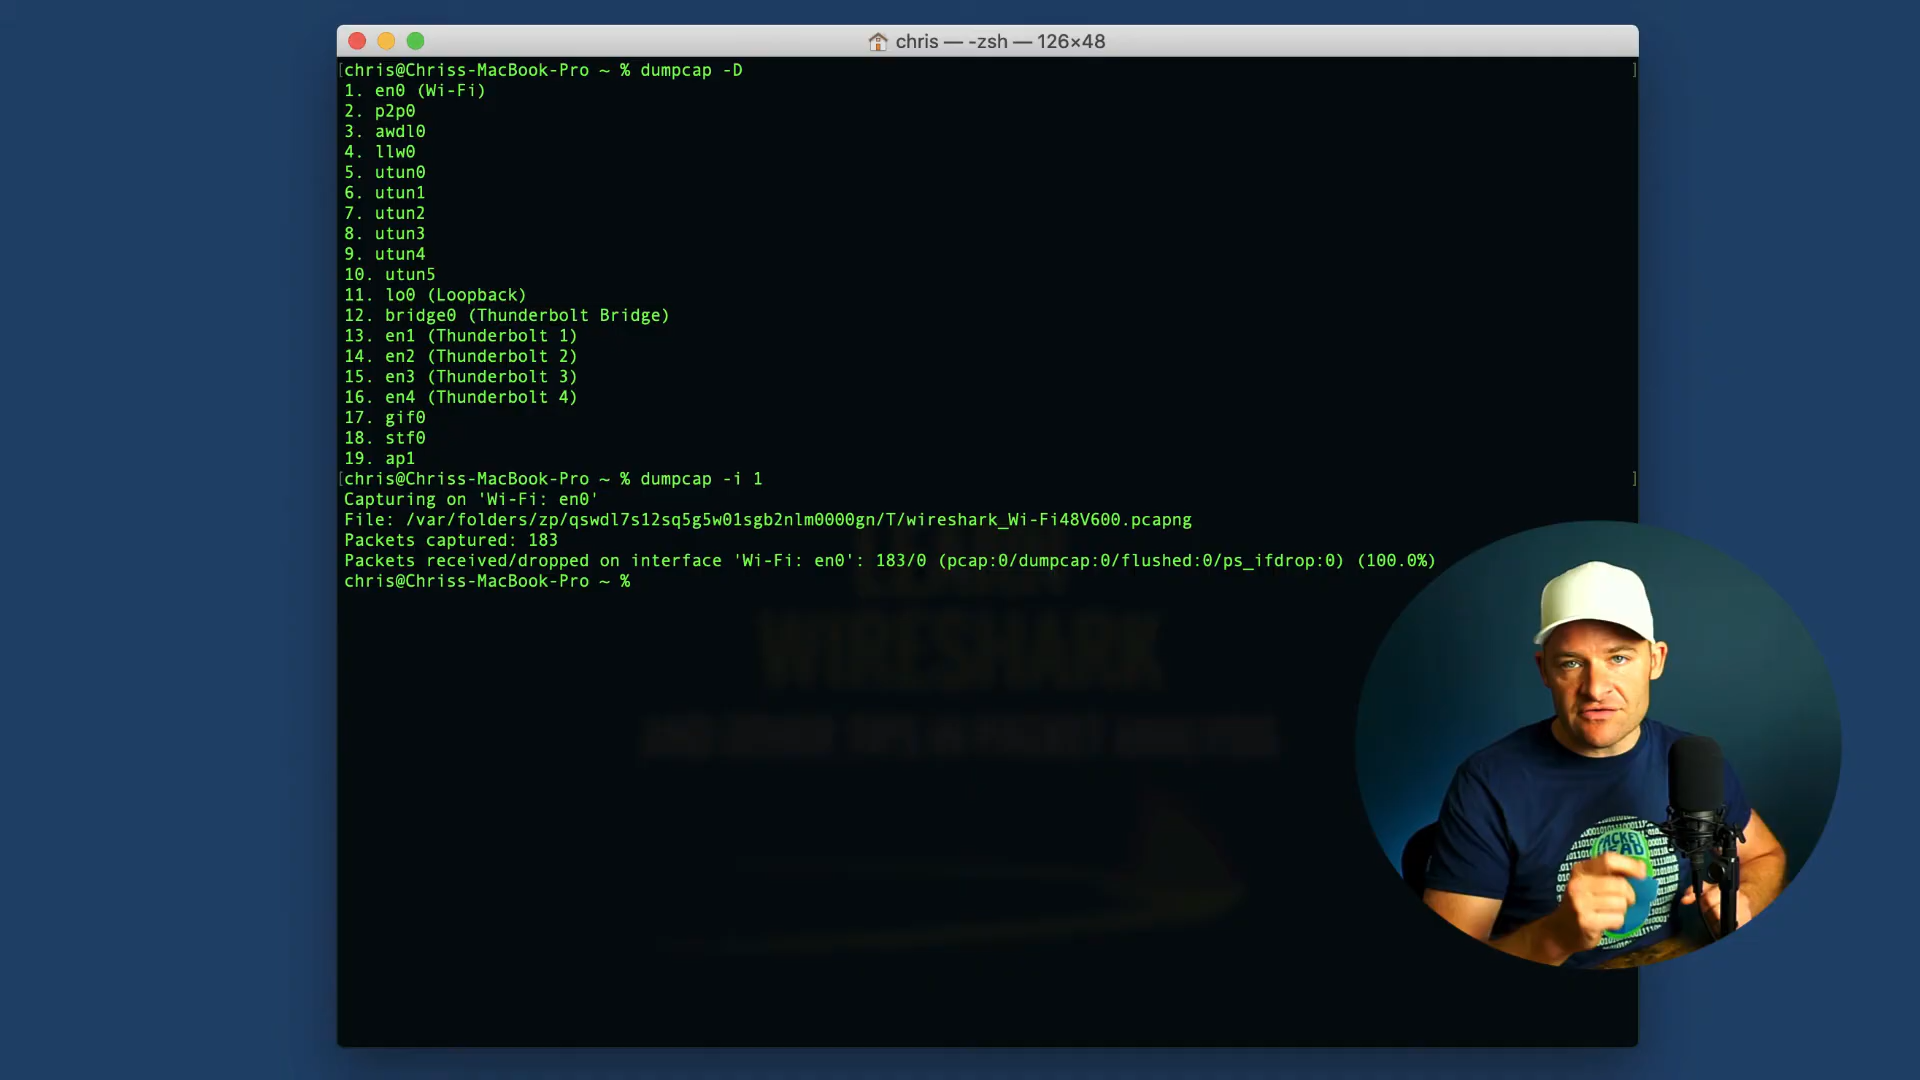 chris — -zsh — 126×48
[chris@Chriss-MacBook-Pro ~ % dumpcap -D ]
1. en0 (Wi-Fi)
2. p2p0
3. awdl0
4. llw0
5. utun0
6. utun1
7. utun2
8. utun3
9. utun4
10. utun5
11. lo0 (Loopback)
12. bridge0 (Thunderbolt Bridge)
13. en1 (Thunderbolt 1)
14. en2 (Thunderbolt 2)
15. en3 (Thunderbolt 3)
16. en4 (Thunderbolt 4)
17. gif0
18. stf0
19. ap1
[chris@Chriss-MacBook-Pro ~ % dumpcap -i 1 ]
Capturing on 'Wi-Fi: en0'
File: /var/folders/zp/qswdl7s12sq5g5w01sgb2nlm0000gn/T/wireshark_Wi-Fi48V600.pcapng
Packets captured: 183
Packets received/dropped on interface 'Wi-Fi: en0': 183/0 (pcap:0/dumpcap:0/flushed:0/ps_ifdrop:0) (100.0%)
chris@Chriss-MacBook-Pro ~ %
LEARN
WIRESHARK